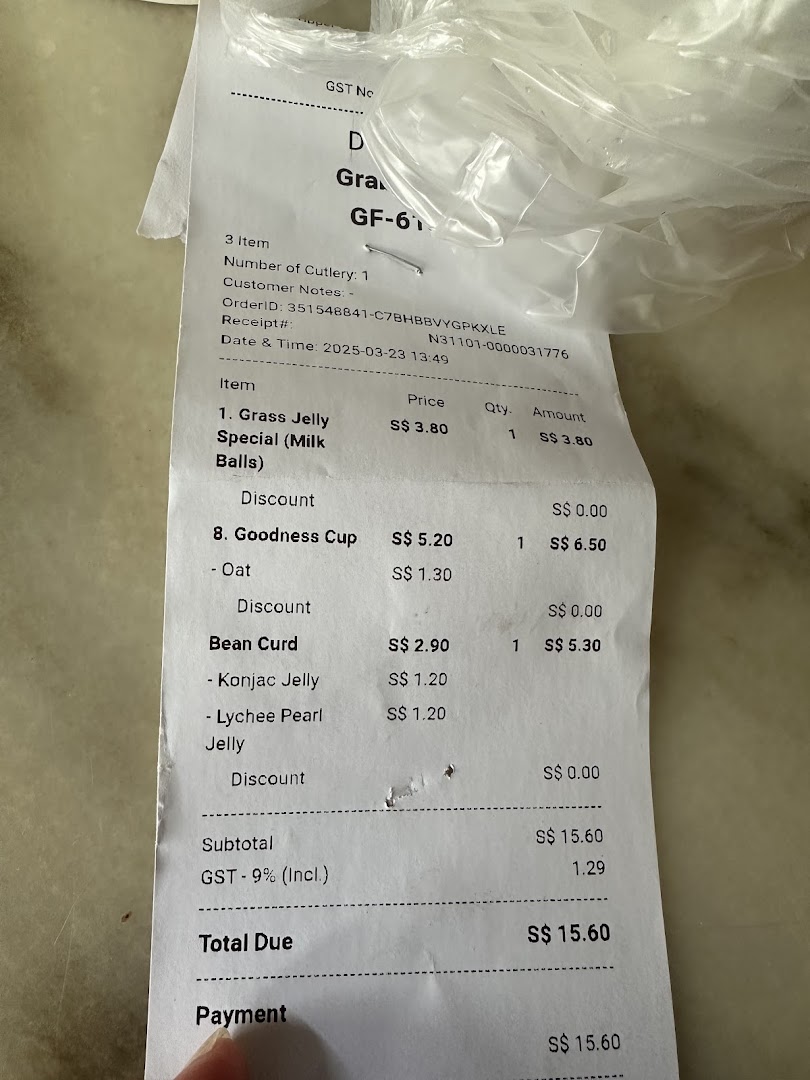 GST No
D
Gra
GF-61
3 Item
Number of Cutlery: 1
Customer Notes: -
OrderID: 351548841-C7BHBBVYGPKXLE
Receipt#: N31101-0000031776
Date & Time: 2025-03-23 13:49
Item Price Qty. Amount
1. Grass Jelly S$ 3.80 1 S$ 3.80
Special (Milk
Balls)
Discount S$ 0.00
8. Goodness Cup S$ 5.20 1 S$ 6.50
- Oat S$ 1.30
Discount S$ 0.00
Bean Curd S$ 2.90 1 S$ 5.30
- Konjac Jelly S$ 1.20
- Lychee Pearl S$ 1.20
Jelly
Discount S$ 0.00
Subtotal S$ 15.60
GST - 9% (Incl.) 1.29
Total Due S$ 15.60
Payment
S$ 15.60